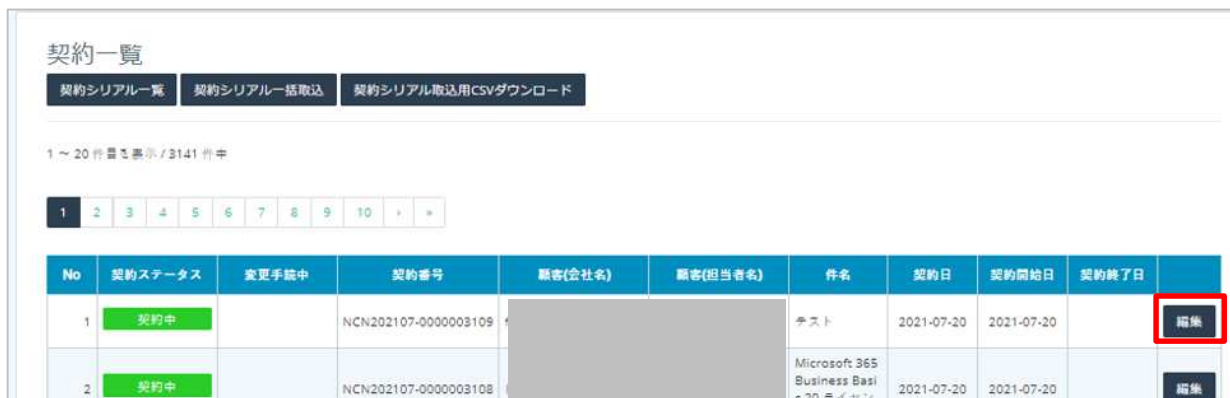 契約一覧
契約シリアル一覧 契約シリアル一括取込 契約シリアル取込用CSVダウンロード
1 ~ 20 件目を表示 / 3141 件中
1 2 3 4 5 6 7 8 9 10 › »
No 契約ステータス 変更手続中 契約番号 顧客(会社名) 顧客(担当者名) 件名 契約日 契約開始日 契約終了日
1 契約中 NCN202107-0000003109 テスト 2021-07-20 2021-07-20 編集
Microsoft 365
Business Basi
2 契約中 NCN202107-0000003108 2021-07-20 2021-07-20 編集